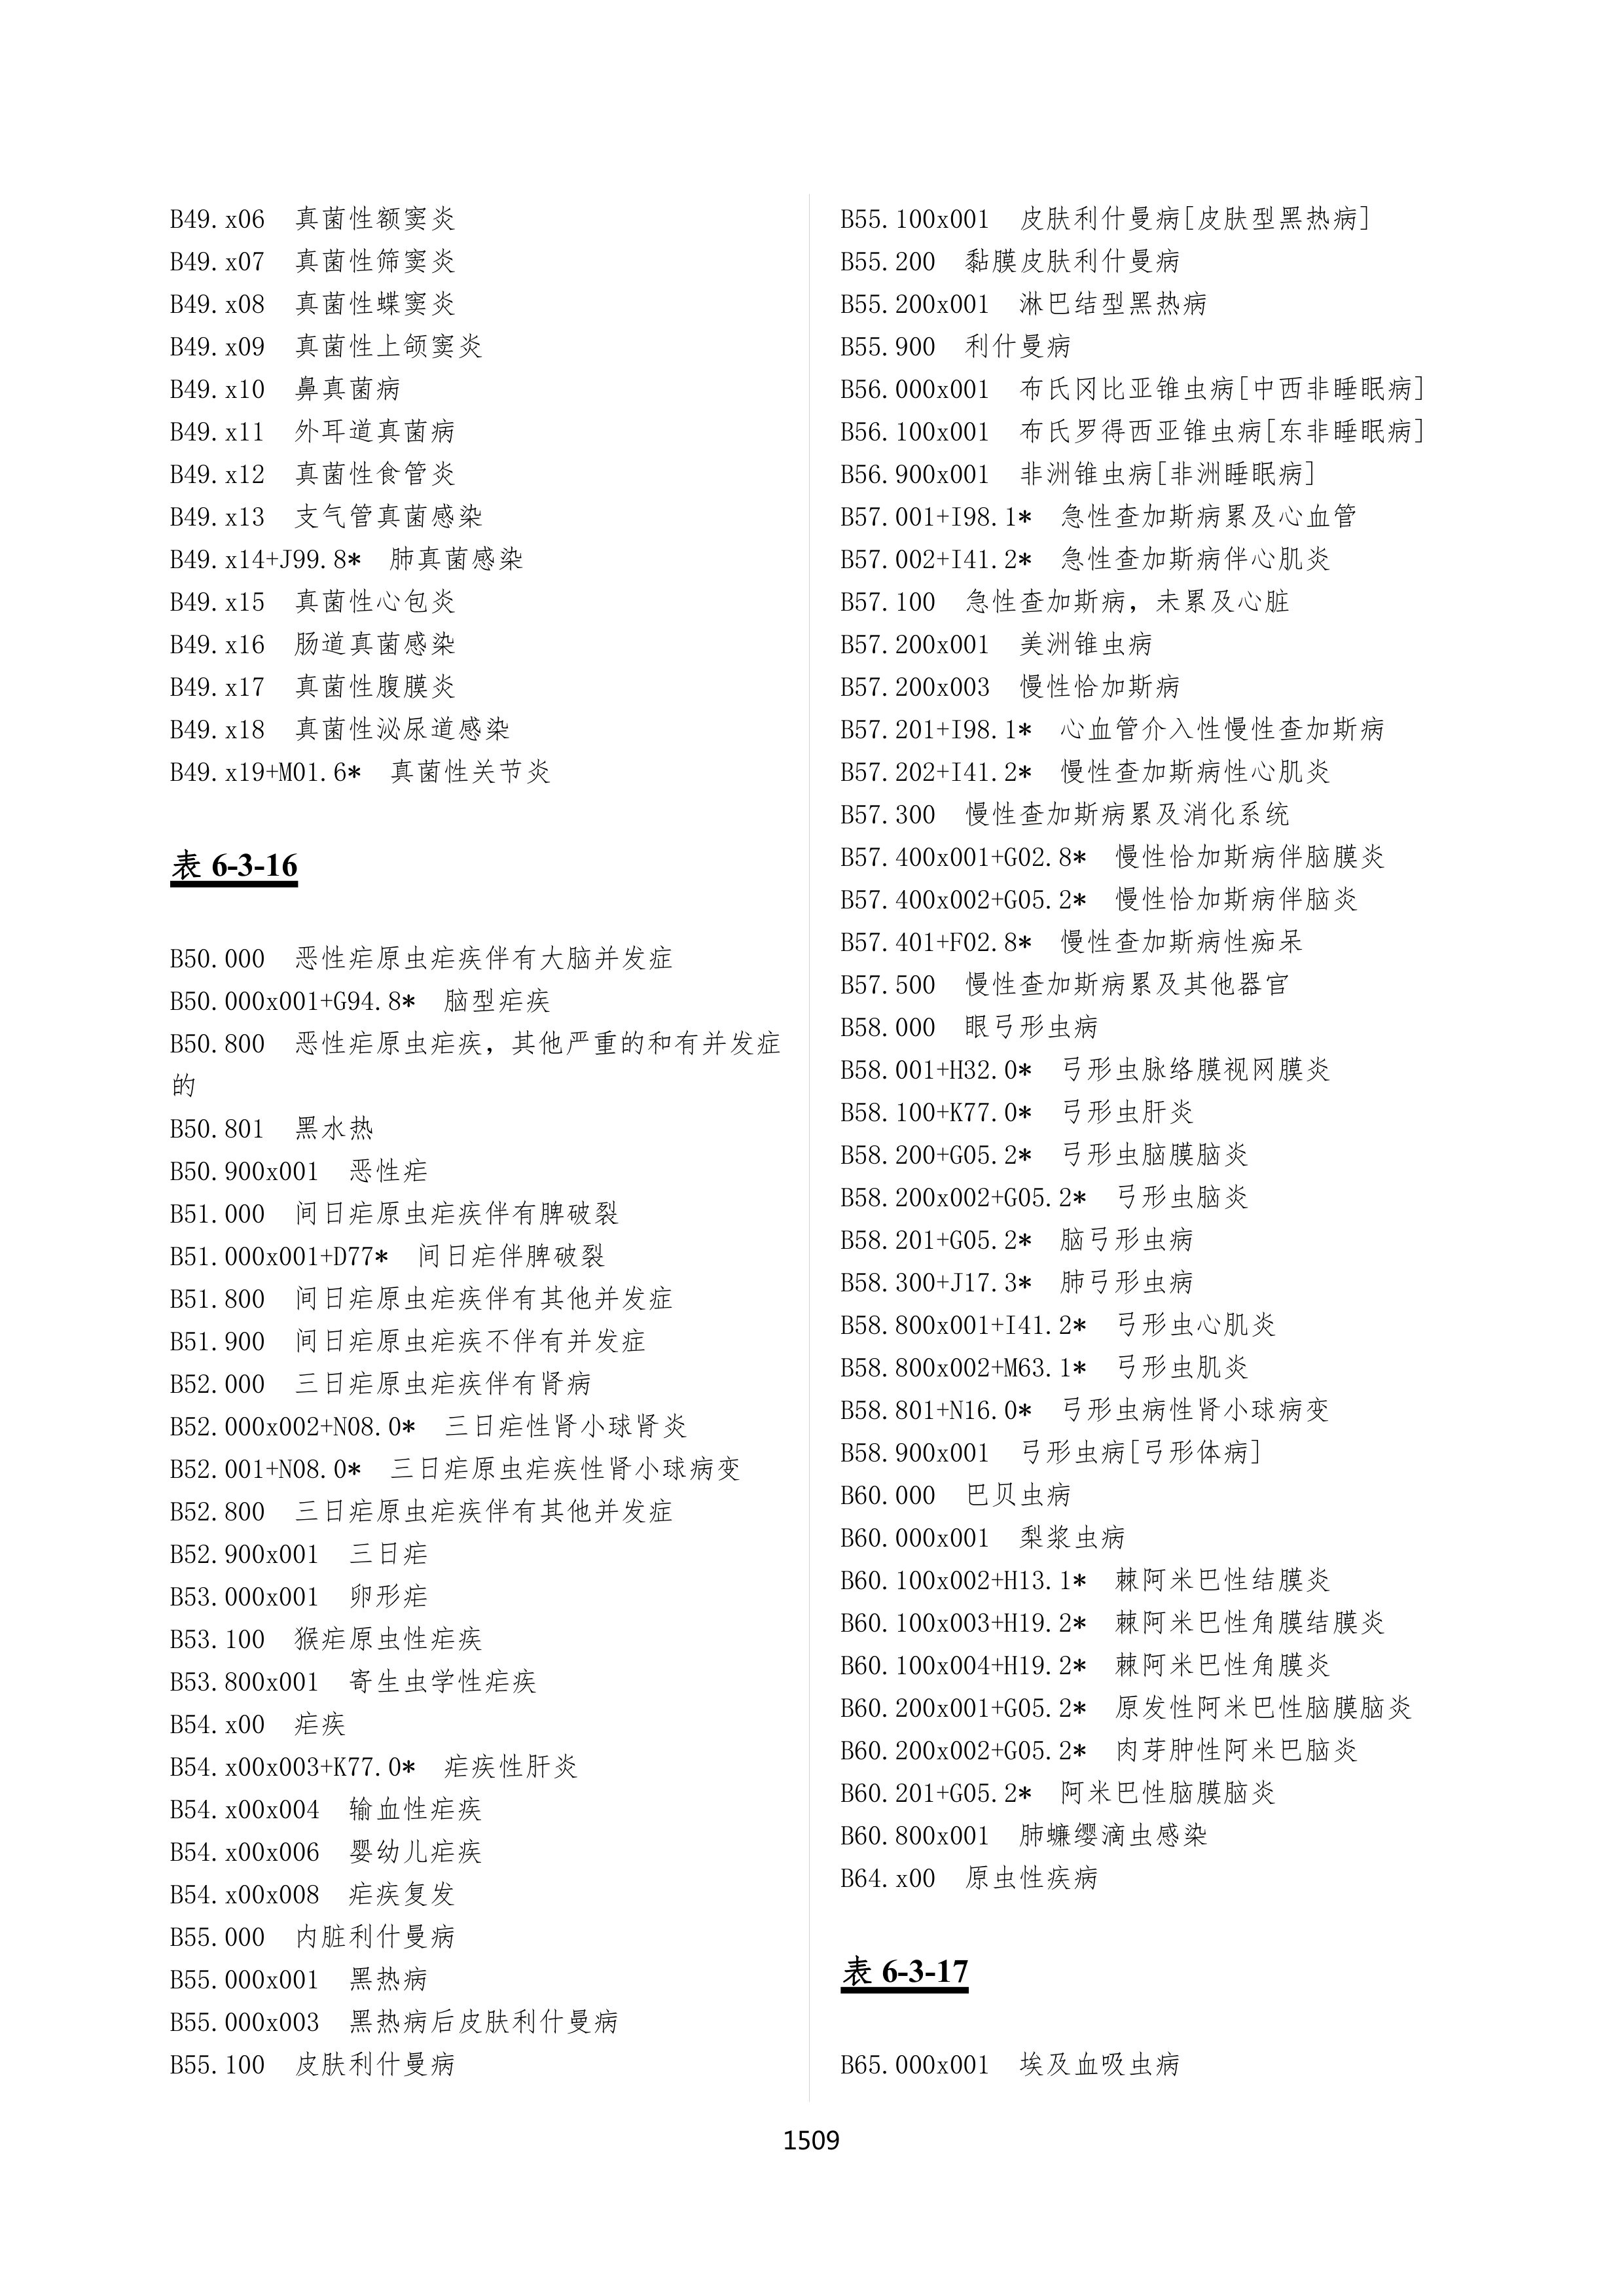 B49.x06  真菌性额窦炎
B49.x07  真菌性筛窦炎
B49.x08  真菌性蝶窦炎
B49.x09  真菌性上颌窦炎
B49.x10  鼻真菌病
B49.x11  外耳道真菌病
B49.x12  真菌性食管炎
B49.x13  支气管真菌感染
B49.x14+J99.8*  肺真菌感染
B49.x15  真菌性心包炎
B49.x16  肠道真菌感染
B49.x17  真菌性腹膜炎
B49.x18  真菌性泌尿道感染
B49.x19+M01.6*  真菌性关节炎
表 6-3-16
B50.000  恶性疟原虫疟疾伴有大脑并发症
B50.000x001+G94.8*  脑型疟疾
B50.800  恶性疟原虫疟疾，其他严重的和有并发症
的
B50.801  黑水热
B50.900x001  恶性疟
B51.000  间日疟原虫疟疾伴有脾破裂
B51.000x001+D77*  间日疟伴脾破裂
B51.800  间日疟原虫疟疾伴有其他并发症
B51.900  间日疟原虫疟疾不伴有并发症
B52.000  三日疟原虫疟疾伴有肾病
B52.000x002+N08.0*  三日疟性肾小球肾炎
B52.001+N08.0*  三日疟原虫疟疾性肾小球病变
B52.800  三日疟原虫疟疾伴有其他并发症
B52.900x001  三日疟
B53.000x001  卵形疟
B53.100  猴疟原虫性疟疾
B53.800x001  寄生虫学性疟疾
B54.x00  疟疾
B54.x00x003+K77.0*  疟疾性肝炎
B54.x00x004  输血性疟疾
B54.x00x006  婴幼儿疟疾
B54.x00x008  疟疾复发
B55.000  内脏利什曼病
B55.000x001  黑热病
B55.000x003  黑热病后皮肤利什曼病
B55.100  皮肤利什曼病
B55.100x001  皮肤利什曼病[皮肤型黑热病]
B55.200  黏膜皮肤利什曼病
B55.200x001  淋巴结型黑热病
B55.900  利什曼病
B56.000x001  布氏冈比亚锥虫病[中西非睡眠病]
B56.100x001  布氏罗得西亚锥虫病[东非睡眠病]
B56.900x001  非洲锥虫病[非洲睡眠病]
B57.001+I98.1*  急性查加斯病累及心血管
B57.002+I41.2*  急性查加斯病伴心肌炎
B57.100  急性查加斯病，未累及心脏
B57.200x001  美洲锥虫病
B57.200x003  慢性恰加斯病
B57.201+I98.1*  心血管介入性慢性查加斯病
B57.202+I41.2*  慢性查加斯病性心肌炎
B57.300  慢性查加斯病累及消化系统
B57.400x001+G02.8*  慢性恰加斯病伴脑膜炎
B57.400x002+G05.2*  慢性恰加斯病伴脑炎
B57.401+F02.8*  慢性查加斯病性痴呆
B57.500  慢性查加斯病累及其他器官
B58.000  眼弓形虫病
B58.001+H32.0*  弓形虫脉络膜视网膜炎
B58.100+K77.0*  弓形虫肝炎
B58.200+G05.2*  弓形虫脑膜脑炎
B58.200x002+G05.2*  弓形虫脑炎
B58.201+G05.2*  脑弓形虫病
B58.300+J17.3*  肺弓形虫病
B58.800x001+I41.2*  弓形虫心肌炎
B58.800x002+M63.1*  弓形虫肌炎
B58.801+N16.0*  弓形虫病性肾小球病变
B58.900x001  弓形虫病[弓形体病]
B60.000  巴贝虫病
B60.000x001  梨浆虫病
B60.100x002+H13.1*  棘阿米巴性结膜炎
B60.100x003+H19.2*  棘阿米巴性角膜结膜炎
B60.100x004+H19.2*  棘阿米巴性角膜炎
B60.200x001+G05.2*  原发性阿米巴性脑膜脑炎
B60.200x002+G05.2*  肉芽肿性阿米巴脑炎
B60.201+G05.2*  阿米巴性脑膜脑炎
B60.800x001  肺蠊缨滴虫感染
B64.x00  原虫性疾病
表 6-3-17
B65.000x001  埃及血吸虫病
1509